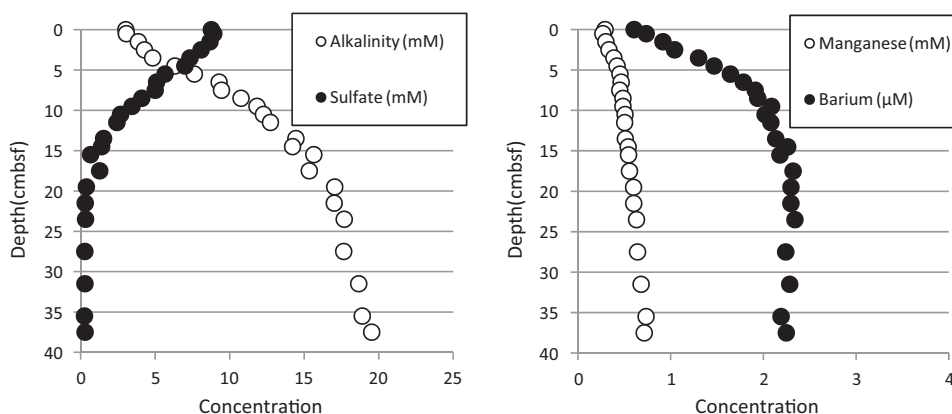 Alkalinity (mM)
Sulfate (mM)
Depth(cmbsf)
0
5
10
15
20
25
30
35
40
0 5 10 15 20 25
Concentration
Manganese (mM)
Barium (µM)
Depth(cmbsf)
0
5
10
15
20
25
30
35
40
0 1 2 3 4
Concentration